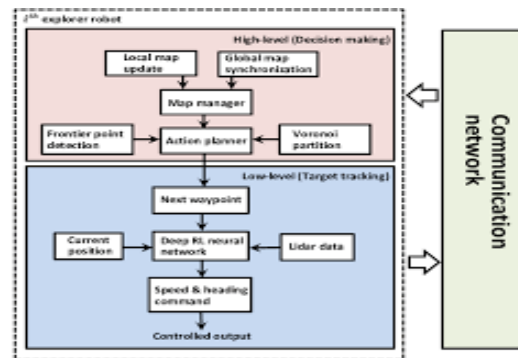 ith explorer robot
High-level (Decision making)
Local map
update
Global map
synchronization
Map manager
Frontier point
detection
Action planner
Voronoi
partition
Low-level (Target tracking)
Next waypoint
Current
position
Deep RL neural
network
Lidar data
Speed & heading
command
Controlled output
Communication
network